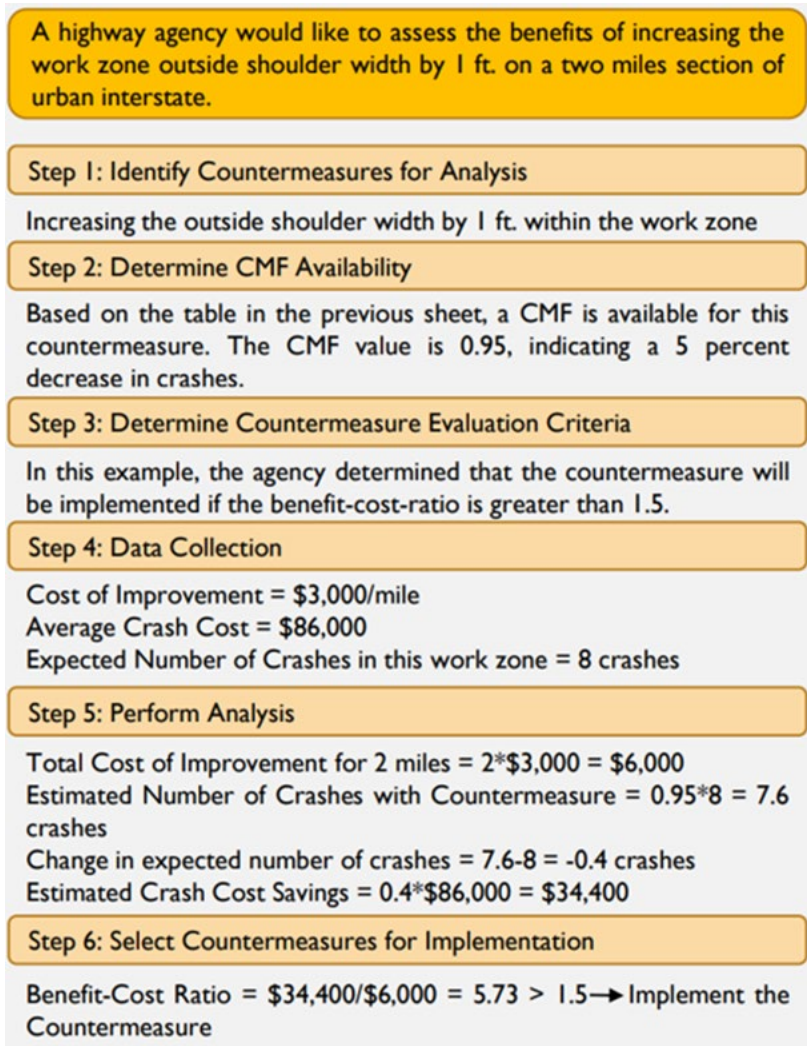 A highway agency would like to assess the benefits of increasing the
work zone outside shoulder width by 1 ft. on a two miles section of
urban interstate.
Step 1: Identify Countermeasures for Analysis
Increasing the outside shoulder width by 1 ft. within the work zone
Step 2: Determine CMF Availability
Based on the table in the previous sheet, a CMF is available for this
countermeasure. The CMF value is 0.95, indicating a 5 percent
decrease in crashes.
Step 3: Determine Countermeasure Evaluation Criteria
In this example, the agency determined that the countermeasure will
be implemented if the benefit-cost-ratio is greater than 1.5.
Step 4: Data Collection
Cost of Improvement = $3,000/mile
Average Crash Cost = $86,000
Expected Number of Crashes in this work zone = 8 crashes
Step 5: Perform Analysis
Total Cost of Improvement for 2 miles = 2*$3,000 = $6,000
Estimated Number of Crashes with Countermeasure = 0.95*8 = 7.6
crashes
Change in expected number of crashes = 7.6-8 = -0.4 crashes
Estimated Crash Cost Savings = 0.4*$86,000 = $34,400
Step 6: Select Countermeasures for Implementation
Benefit-Cost Ratio = $34,400/$6,000 = 5.73 > 1.5→Implement the
Countermeasure